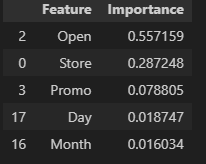 Feature Importance
2 Open 0.557159
0 Store 0.287248
3 Promo 0.078805
17 Day 0.018747
16 Month 0.016034